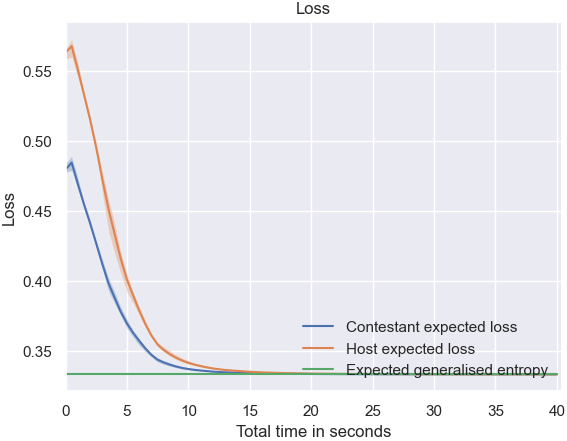 Loss
Loss
0.55
0.50
0.45
0.40
0.35
Contestant expected loss
Host expected loss
Expected generalised entropy
0 5 10 15 20 25 30 35 40
Total time in seconds